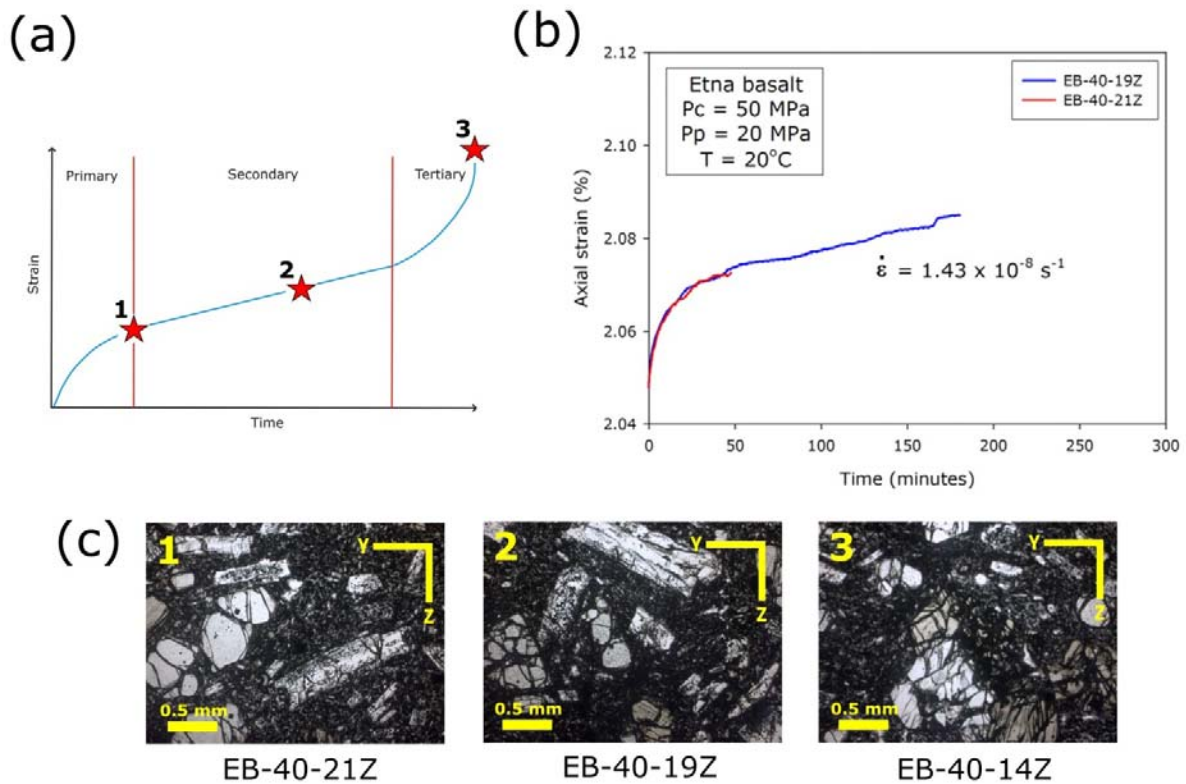 (a)
Primary
Secondary
Tertiary
1
2
3
Strain
Time
(b)
2.12
2.10
2.08
2.06
2.04
Axial strain (%)
Etna basalt
Pc = 50 MPa
Pp = 20 MPa
T = 20°C
EB-40-19Z
EB-40-21Z
ε̇ = 1.43 x 10⁻⁸ s⁻¹
0 50 100 150 200 250 300
Time (minutes)
(c)
1
Y
Z
0.5 mm
EB-40-21Z
2
Y
Z
0.5 mm
EB-40-19Z
3
Y
Z
0.5 mm
EB-40-14Z